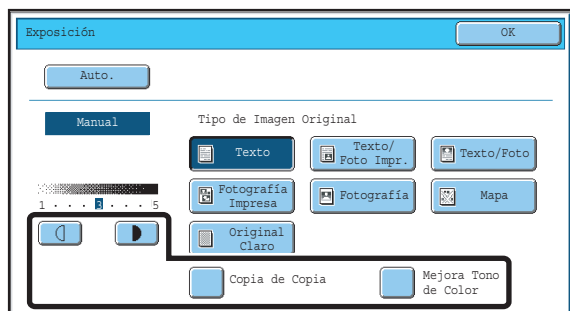 Exposición
OK
Auto.
Manual
Tipo de Imagen Original
Texto
Texto/
Foto Impr.
Texto/Foto
Fotografía
Impresa
Fotografía
Mapa
1 · · · 3 · · · 5
Original
Claro
Copia de Copia
Mejora Tono
de Color